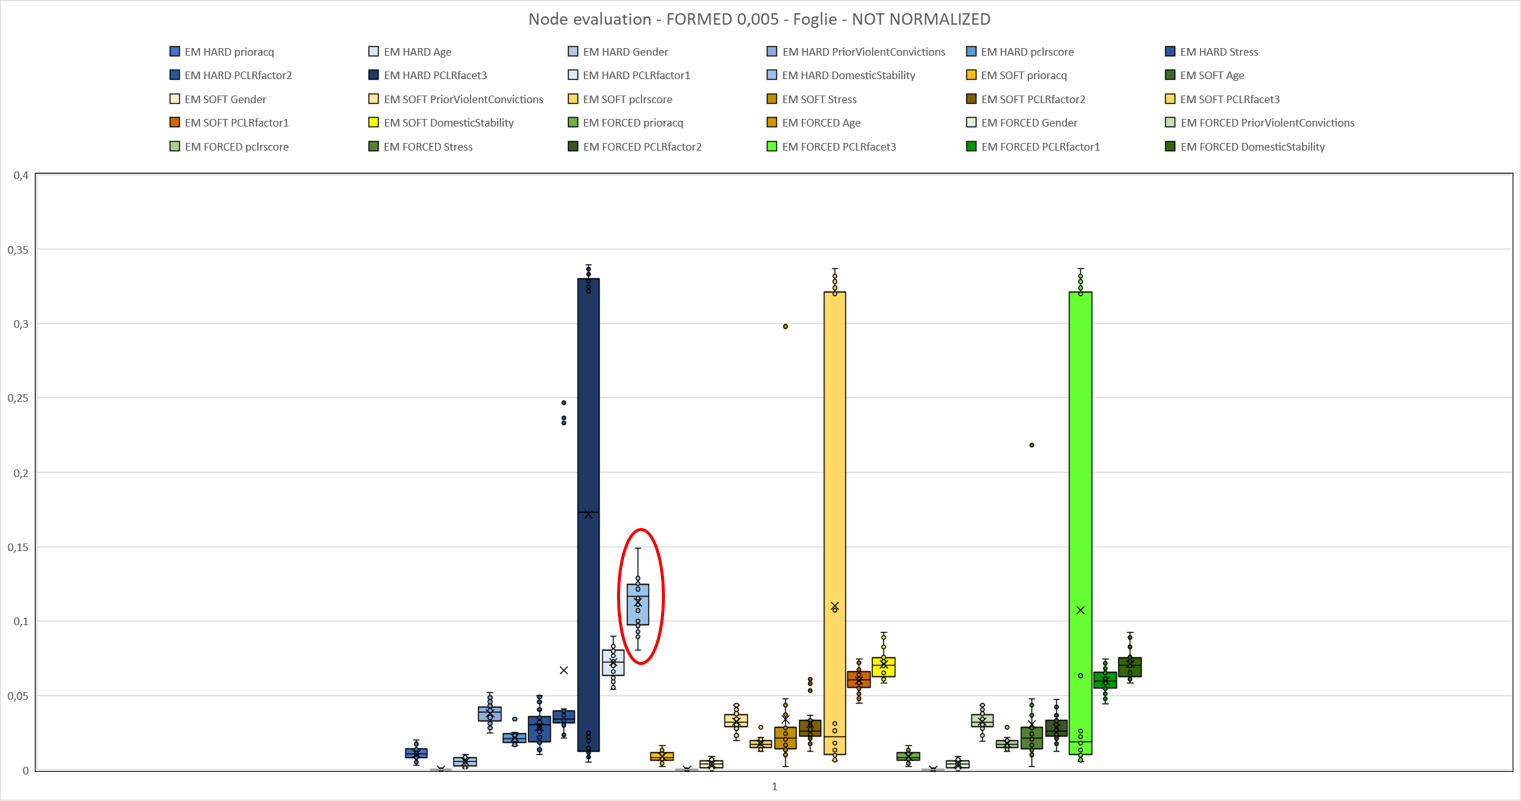 Node evaluation - FORMED 0,005 - Foglie - NOT NORMALIZED
EM HARD prioracq EM HARD Age EM HARD Gender EM HARD PriorViolentConvictions EM HARD pclrscore EM HARD Stress
EM HARD PCLRfactor2 EM HARD PCLRfacet3 EM HARD PCLRfactor1 EM HARD DomesticStability EM SOFT prioracq EM SOFT Age
EM SOFT Gender EM SOFT PriorViolentConvictions EM SOFT pclrscore EM SOFT Stress EM SOFT PCLRfactor2 EM SOFT PCLRfacet3
EM SOFT PCLRfactor1 EM SOFT DomesticStability EM FORCED prioracq EM FORCED Age EM FORCED Gender EM FORCED PriorViolentConvictions
EM FORCED pclrscore EM FORCED Stress EM FORCED PCLRfactor2 EM FORCED PCLRfacet3 EM FORCED PCLRfactor1 EM FORCED DomesticStability
0,4
0,35
0,3
0,25
0,2
0,15
0,1
0,05
0
1